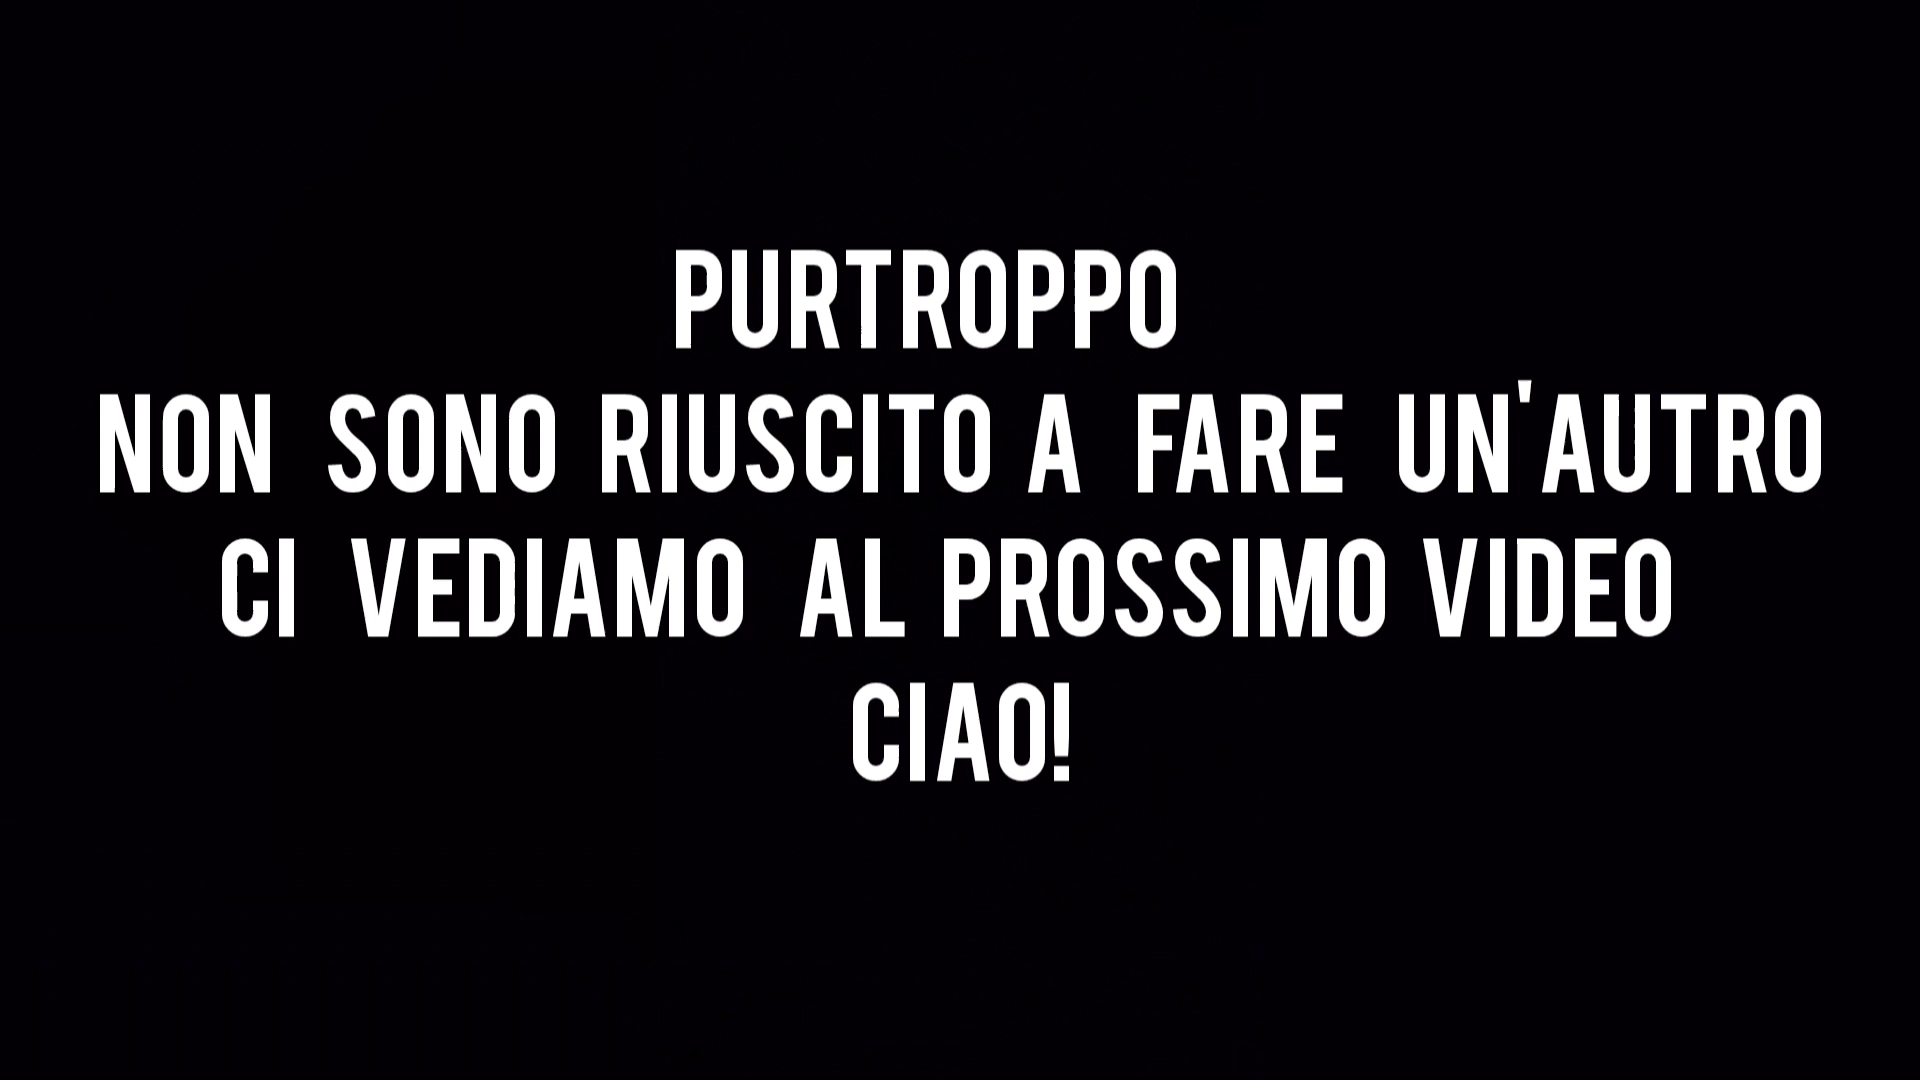 PURTROPPO
NON SONO RIUSCITO A FARE UN'AUTRO
CI VEDIAMO AL PROSSIMO VIDEO
CIAO!